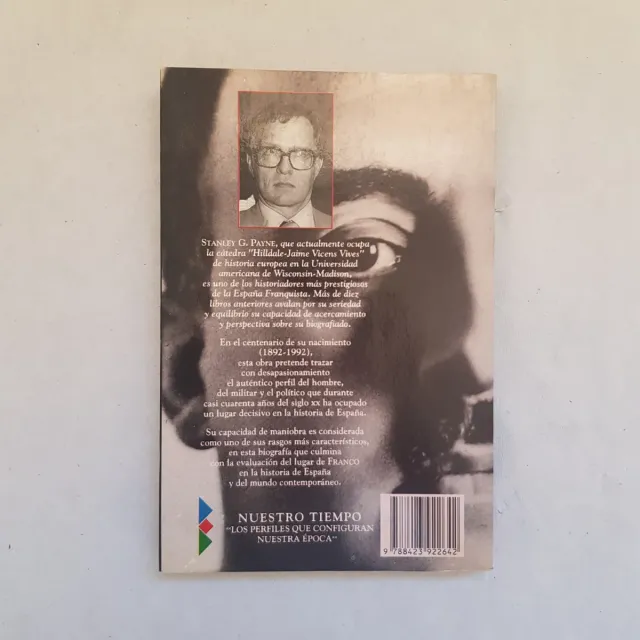 STANLEY G. PAYNE, que actualmente ocupa
la cátedra "Hilldale-Jaime Vicens Vives"
de historia europea en la Universidad
americana de Wisconsin-Madison,
es uno de los historiadores más prestigiosos
de la España Franquista. Más de diez
libros anteriores avalan por su seriedad
y equilibrio su capacidad de acercamiento
y perspectiva sobre su biografiado.
En el centenario de su nacimiento
(1892-1992),
esta obra pretende trazar
con desapasionamiento
el auténtico perfil del hombre,
del militar y el político que durante
casi cuarenta años del siglo XX ha ocupado
un lugar decisivo en la historia de España.
Su capacidad de maniobra es considerada
como uno de sus rasgos más característicos,
en esta biografía que culmina
con la evaluación del lugar de FRANCO
en la historia de España
y del mundo contemporáneo.
NUESTRO TIEMPO
"LOS PERFILES QUE CONFIGURAN
NUESTRA ÉPOCA"
9 788423 922642